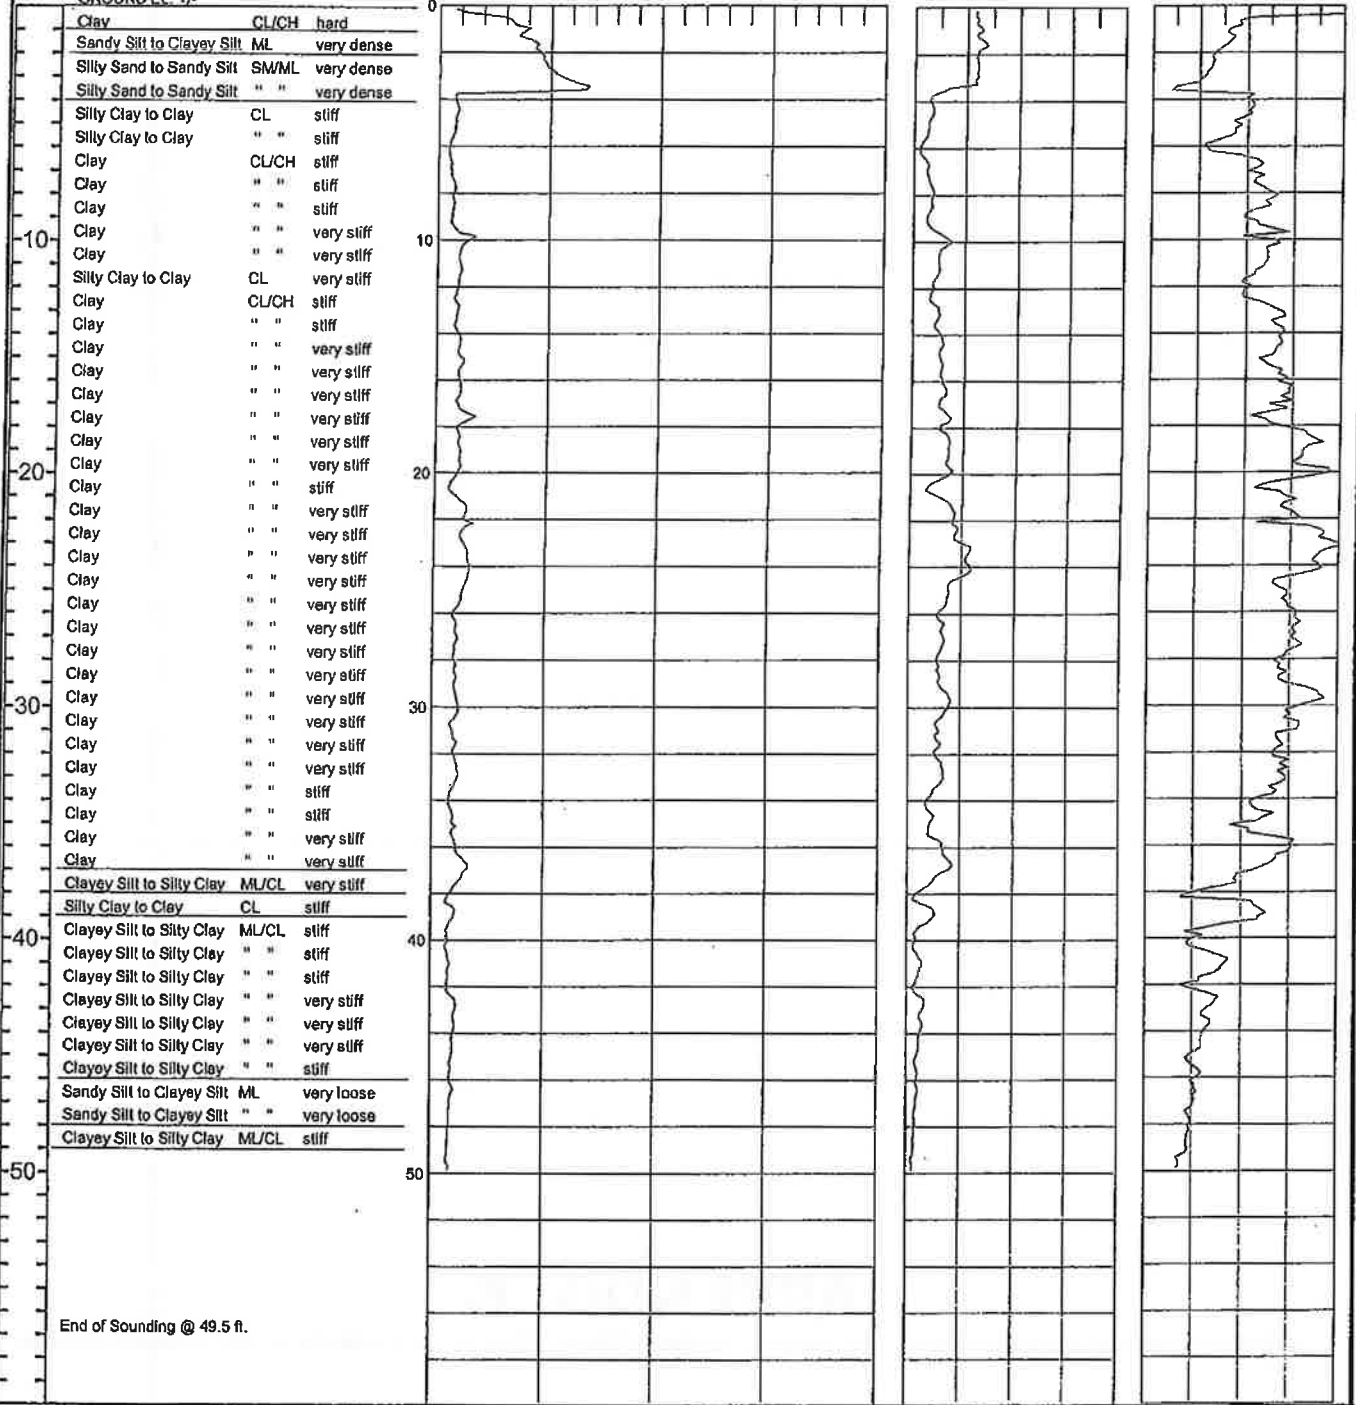 0
Clay CL/CH hard
Sandy Silt to Clayey Silt ML very dense
Silty Sand to Sandy Silt SM/ML very dense
Silty Sand to Sandy Silt " " very dense
Silty Clay to Clay CL stiff
Silty Clay to Clay " " stiff
Clay CL/CH stiff
Clay " " stiff
Clay " " stiff
10 Clay " " very stiff 10
Clay " " very stiff
Silty Clay to Clay CL very stiff
Clay CL/CH stiff
Clay " " stiff
Clay " " very stiff
Clay " " very stiff
Clay " " very stiff
Clay " " very stiff
Clay " " very stiff
20 Clay " " very stiff 20
Clay " " stiff
Clay " " very stiff
Clay " " very stiff
Clay " " very stiff
Clay " " very stiff
Clay " " very stiff
Clay " " very stiff
Clay " " very stiff
Clay " " very stiff
30 Clay " " very stiff 30
Clay " " very stiff
Clay " " very stiff
Clay " " very stiff
Clay " " stiff
Clay " " stiff
Clay " " very stiff
Clay " " very stiff
Clayey Silt to Silty Clay ML/CL very stiff
Silty Clay to Clay CL stiff
40 Clayey Silt to Silty Clay ML/CL stiff 40
Clayey Silt to Silty Clay " " stiff
Clayey Silt to Silty Clay " " stiff
Clayey Silt to Silty Clay " " very stiff
Clayey Silt to Silty Clay " " very stiff
Clayey Silt to Silty Clay " " very stiff
Clayey Silt to Silty Clay " " stiff
Sandy Silt to Clayey Silt ML very loose
Sandy Silt to Clayey Silt " " very loose
Clayey Silt to Silty Clay ML/CL stiff
50 50
End of Sounding @ 49.5 ft.